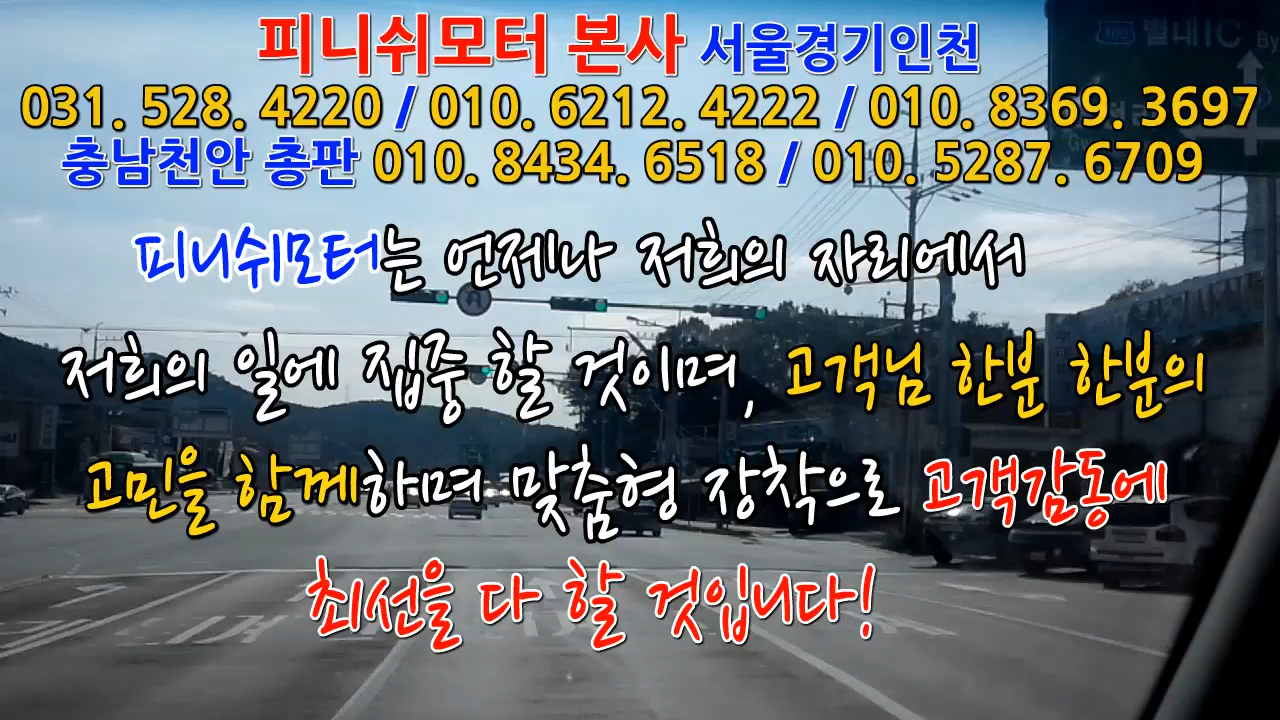 피니쉬모터 본사 서울경기인천
031. 528. 4220 / 010. 6212. 4222 / 010. 8369. 3697
충남천안 총판 010. 8434. 6518 / 010. 5287. 6709
피니쉬모터는 언제나 저희의 자리에서
저희의 일에 집중 할 것이며, 고객님 한분 한분의
고민을 함께하며 맞춤형 장착으로 고객감동에
최선을 다 할 것입니다!
100 별내IC